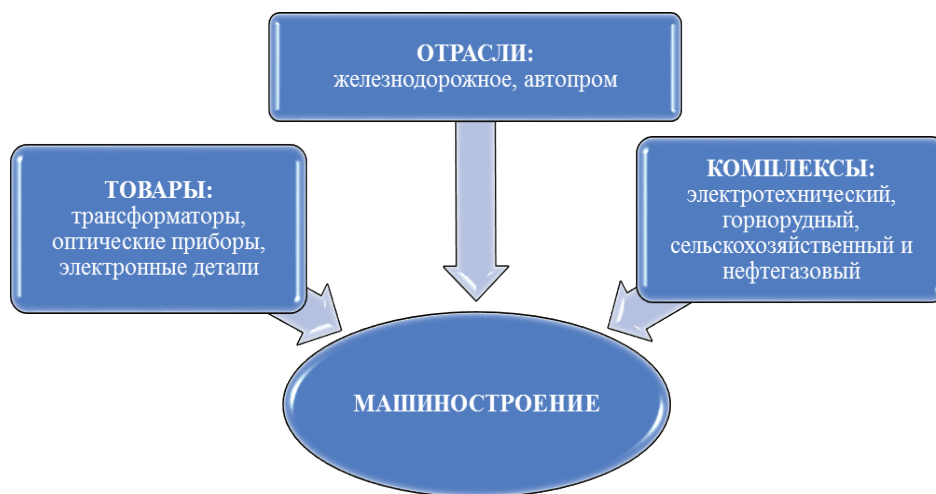 ОТРАСЛИ:
железнодорожное, автопром
ТОВАРЫ:
трансформаторы,
оптические приборы,
электронные детали
КОМПЛЕКСЫ:
электротехнический,
горнорудный,
сельскохозяйственный и
нефтегазовый
МАШИНОСТРОЕНИЕ